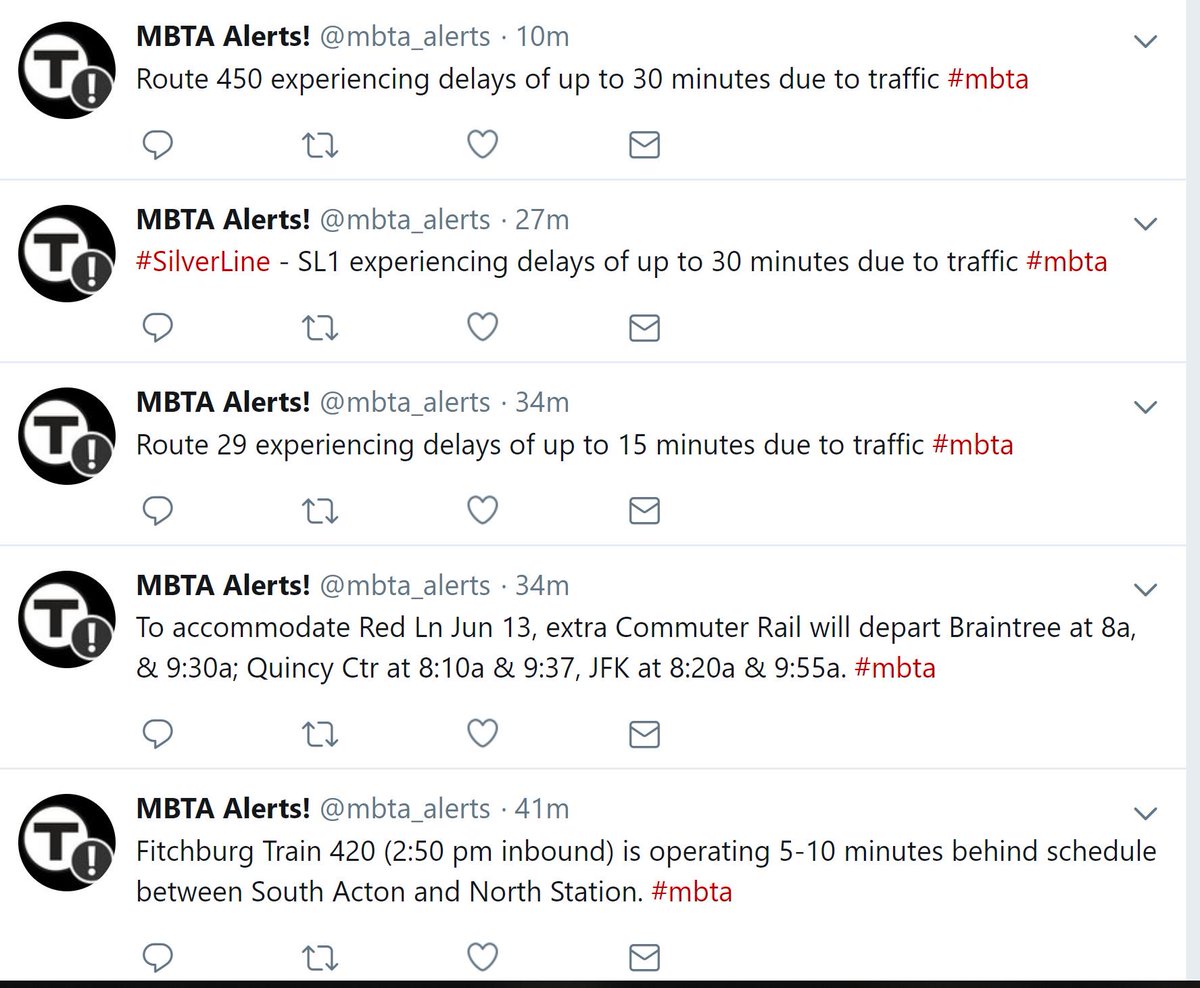 MBTA Alerts! @mbta_alerts · 10m
Route 450 experiencing delays of up to 30 minutes due to traffic #mbta
MBTA Alerts! @mbta_alerts · 27m
#SilverLine - SL1 experiencing delays of up to 30 minutes due to traffic #mbta
MBTA Alerts! @mbta_alerts · 34m
Route 29 experiencing delays of up to 15 minutes due to traffic #mbta
MBTA Alerts! @mbta_alerts · 34m
To accommodate Red Ln Jun 13, extra Commuter Rail will depart Braintree at 8a,
& 9:30a; Quincy Ctr at 8:10a & 9:37, JFK at 8:20a & 9:55a. #mbta
MBTA Alerts! @mbta_alerts · 41m
Fitchburg Train 420 (2:50 pm inbound) is operating 5-10 minutes behind schedule
between South Acton and North Station. #mbta